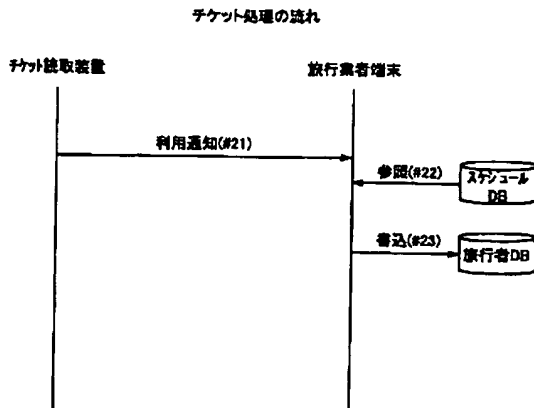 チケット処理の流れ
チケット読取装置
旅行業者端末
利用通知(#21)
参照(#22)
スケジュール
DB
書込(#23)
旅行者DB